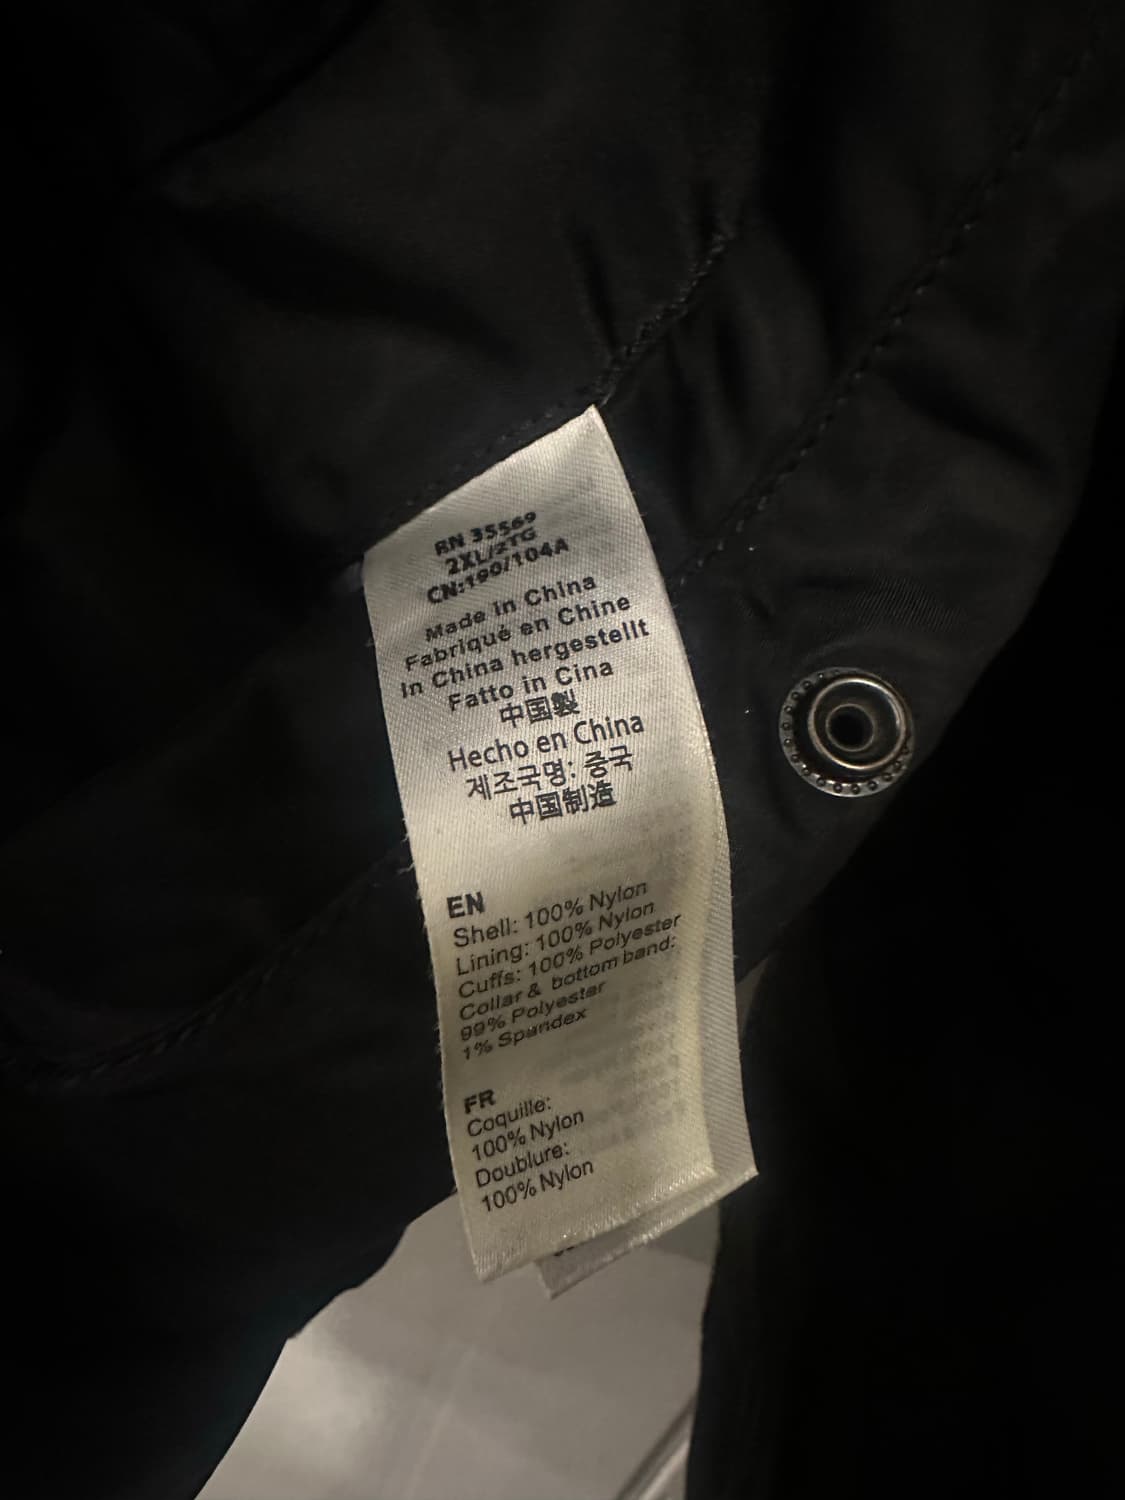 RN 35569
2XL/2TG
CN:190/104A
Made in China
Fabriqué en Chine
In China hergestellt
Fatto in Cina
中国製
Hecho en China
제조국명: 중국
中国制造
EN
Shell: 100% Nylon
Lining: 100% Nylon
Cuffs: 100% Polyester
Collar & bottom band:
99% Polyester
1% Spandex
FR
Coquille:
100% Nylon
Doublure:
100% Nylon